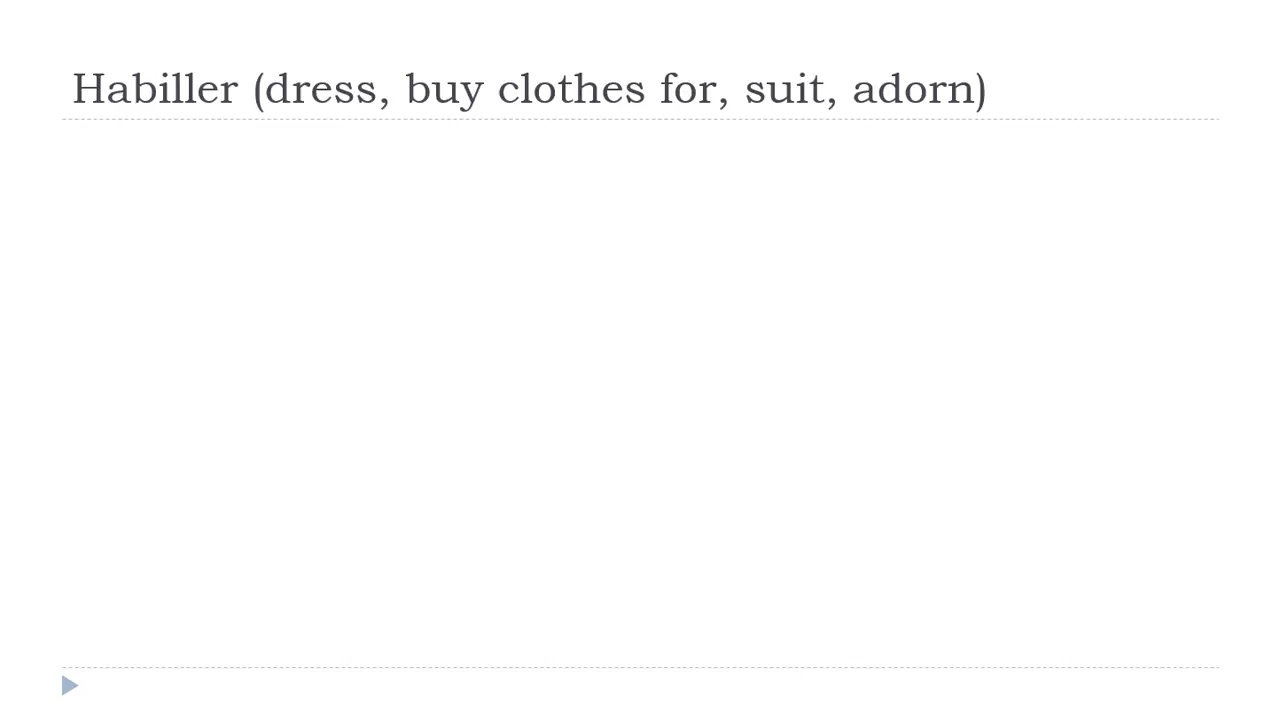 Habiller (dress, buy clothes for, suit, adorn)